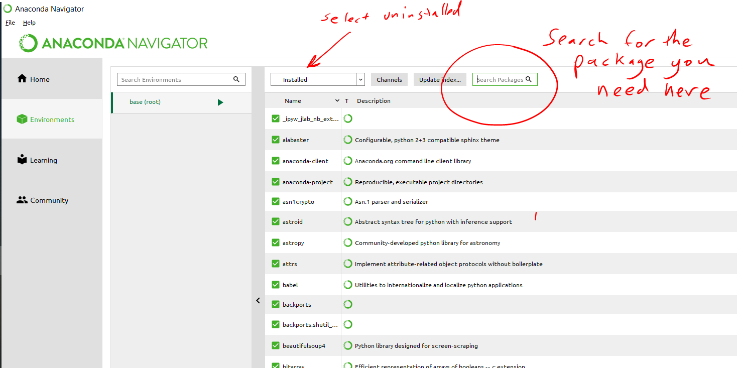 Anaconda Navigator
File Help
select uninstalled
ANACONDA NAVIGATOR
Search for the
package you
need here
Home
Environments
Learning
Community
Search Environments
base (root)
Installed
Channels
Update index...
Search Packages
Name T Description
_ipyw_jlab_nb_ext...
alabaster Configurable, python 2+3 compatible sphinx theme
anaconda-client Anaconda.org command line client library
anaconda-project Reproducible, executable project directories
asn1crypto Asn.1 parser and serializer
astroid Abstract syntax tree for python with inference support
astropy Community-developed python library for astronomy
attrs Implement attribute-related object protocols without boilerplate
babel Utilities to internationalize and localize python applications
backports
backports.shutil_...
beautifulsoup4 Python library designed for screen-scraping
bitarray Efficient representation of arrays of booleans -- c extension